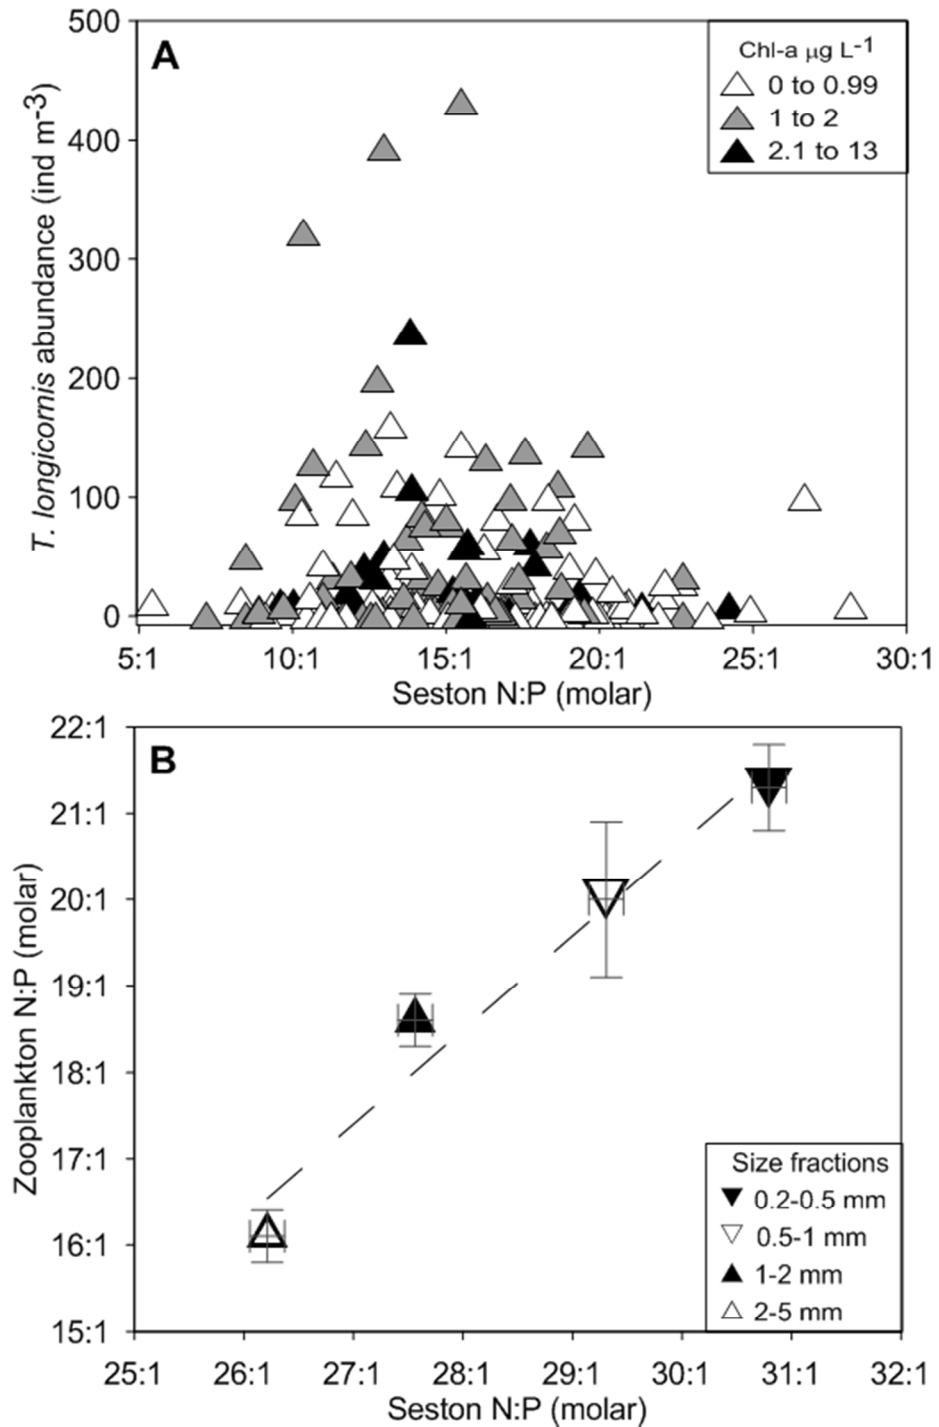 A
Chl-a µg L-1
0 to 0.99
1 to 2
2.1 to 13
T. longicornis abundance (ind m-3)
500
400
300
200
100
0
5:1 10:1 15:1 20:1 25:1 30:1
Seston N:P (molar)
B
Zooplankton N:P (molar)
22:1
21:1
20:1
19:1
18:1
17:1
16:1
15:1
Size fractions
0.2-0.5 mm
0.5-1 mm
1-2 mm
2-5 mm
25:1 26:1 27:1 28:1 29:1 30:1 31:1 32:1
Seston N:P (molar)